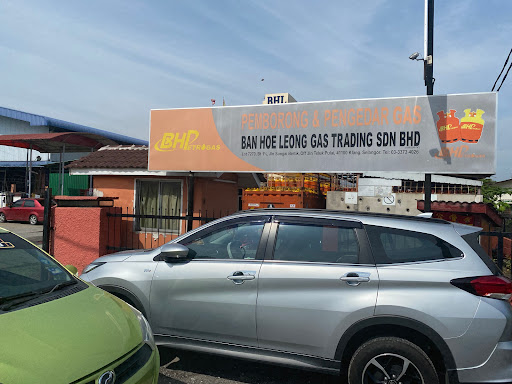 BHL
PEMBORONG & PENGEDAR GAS
BHP
BAN HOE LEONG GAS TRADING SDN BHD